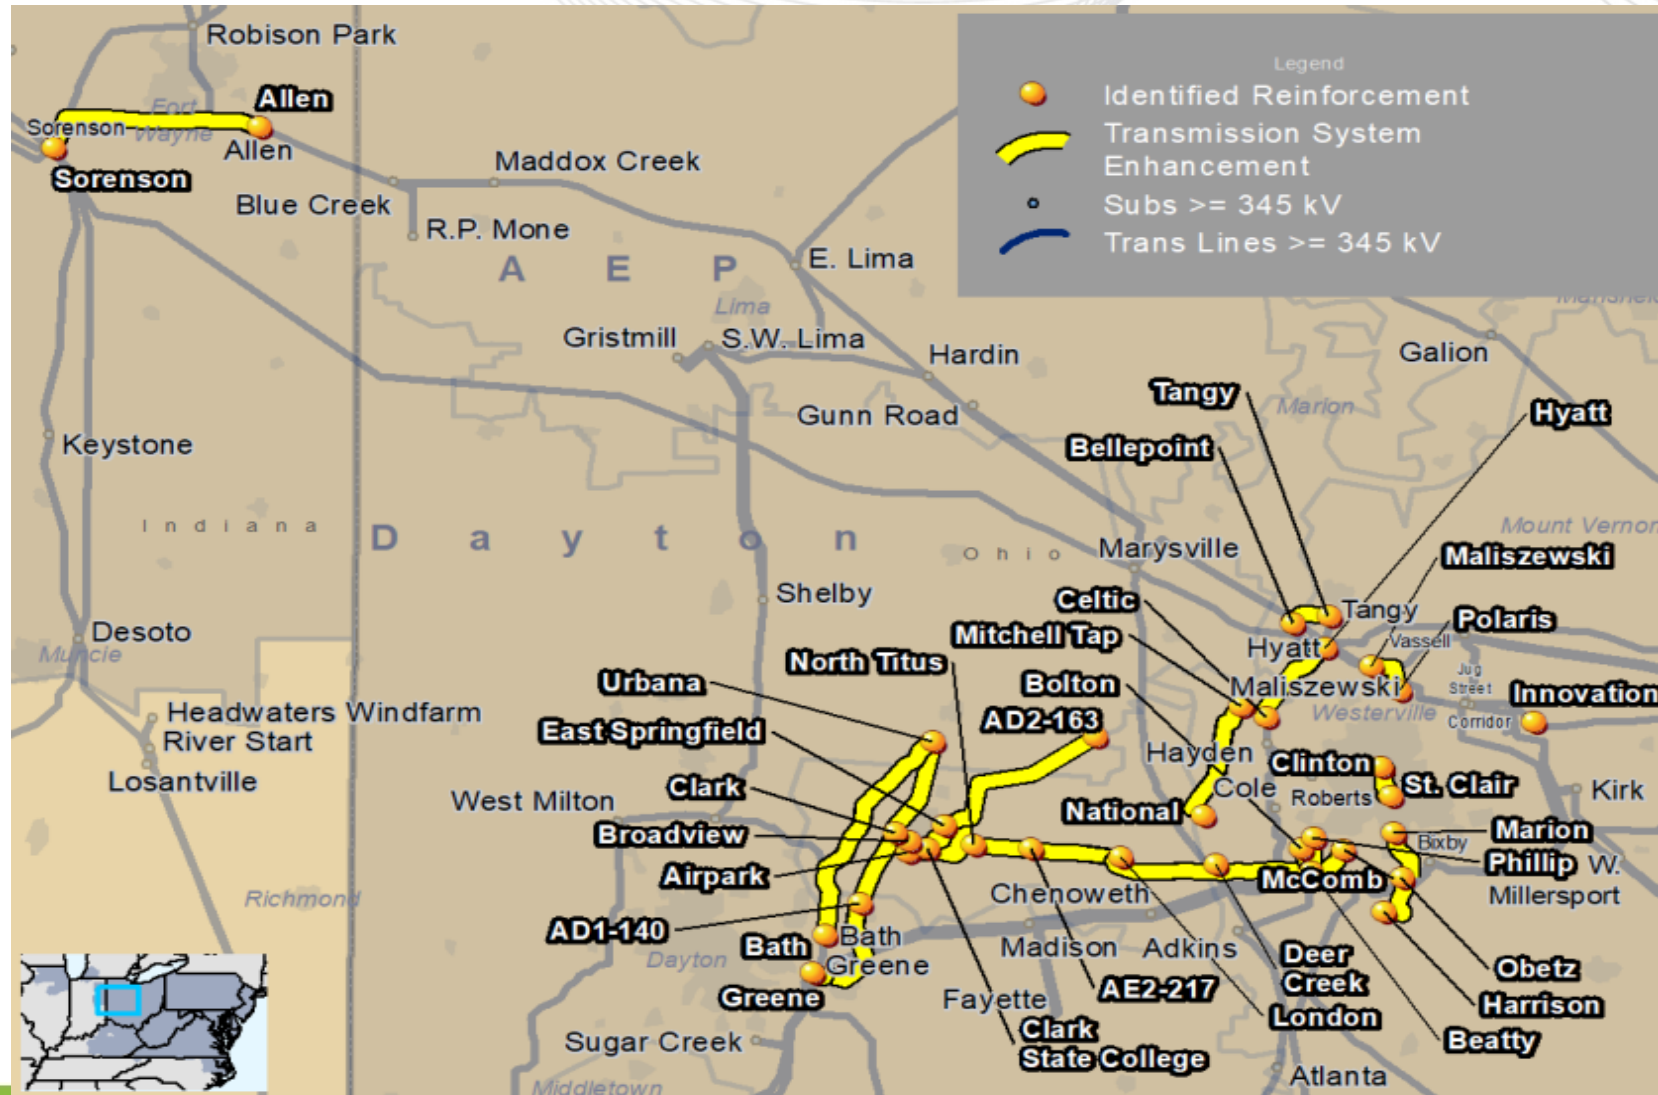 Robison Park
Legend
Identified Reinforcement
Transmission System
Enhancement
Subs >= 345 kV
Trans Lines >= 345 kV
Allen
Fort
Wayne
Sorenson
Allen
Sorenson
Maddox Creek
Blue Creek
R.P. Mone
A E P
E. Lima
Lima
Gristmill
S.W. Lima
Hardin
Galion
Gunn Road
Tangy
Marion
Hyatt
Keystone
Bellepoint
Indiana
Dayton
Ohio
Mount Vernon
Marysville
Maliszewski
Shelby
Celtic
Tangy
Polaris
Desoto
Muncie
Mitchell Tap
Hyatt
Vassell
North Titus
Urbana
Bolton
Maliszewski
Jug
Street
Innovation
Headwaters Windfarm
River Start
East Springfield
AD2-163
Westerville
Corridor
Losantville
Clark
Hayden
Clinton
St. Clair
Kirk
West Milton
Cole
Roberts
National
Broadview
Marion
Bixby
Airpark
Phillip
W.
Millersport
McComb
Richmond
Chenoweth
AD1-140
Bath
Bath
Madison
Adkins
Dayton
Greene
Deer
Creek
Obetz
Greene
Fayette
AE2-217
Harrison
London
Sugar Creek
Clark
State College
Beatty
Middletown
Atlanta